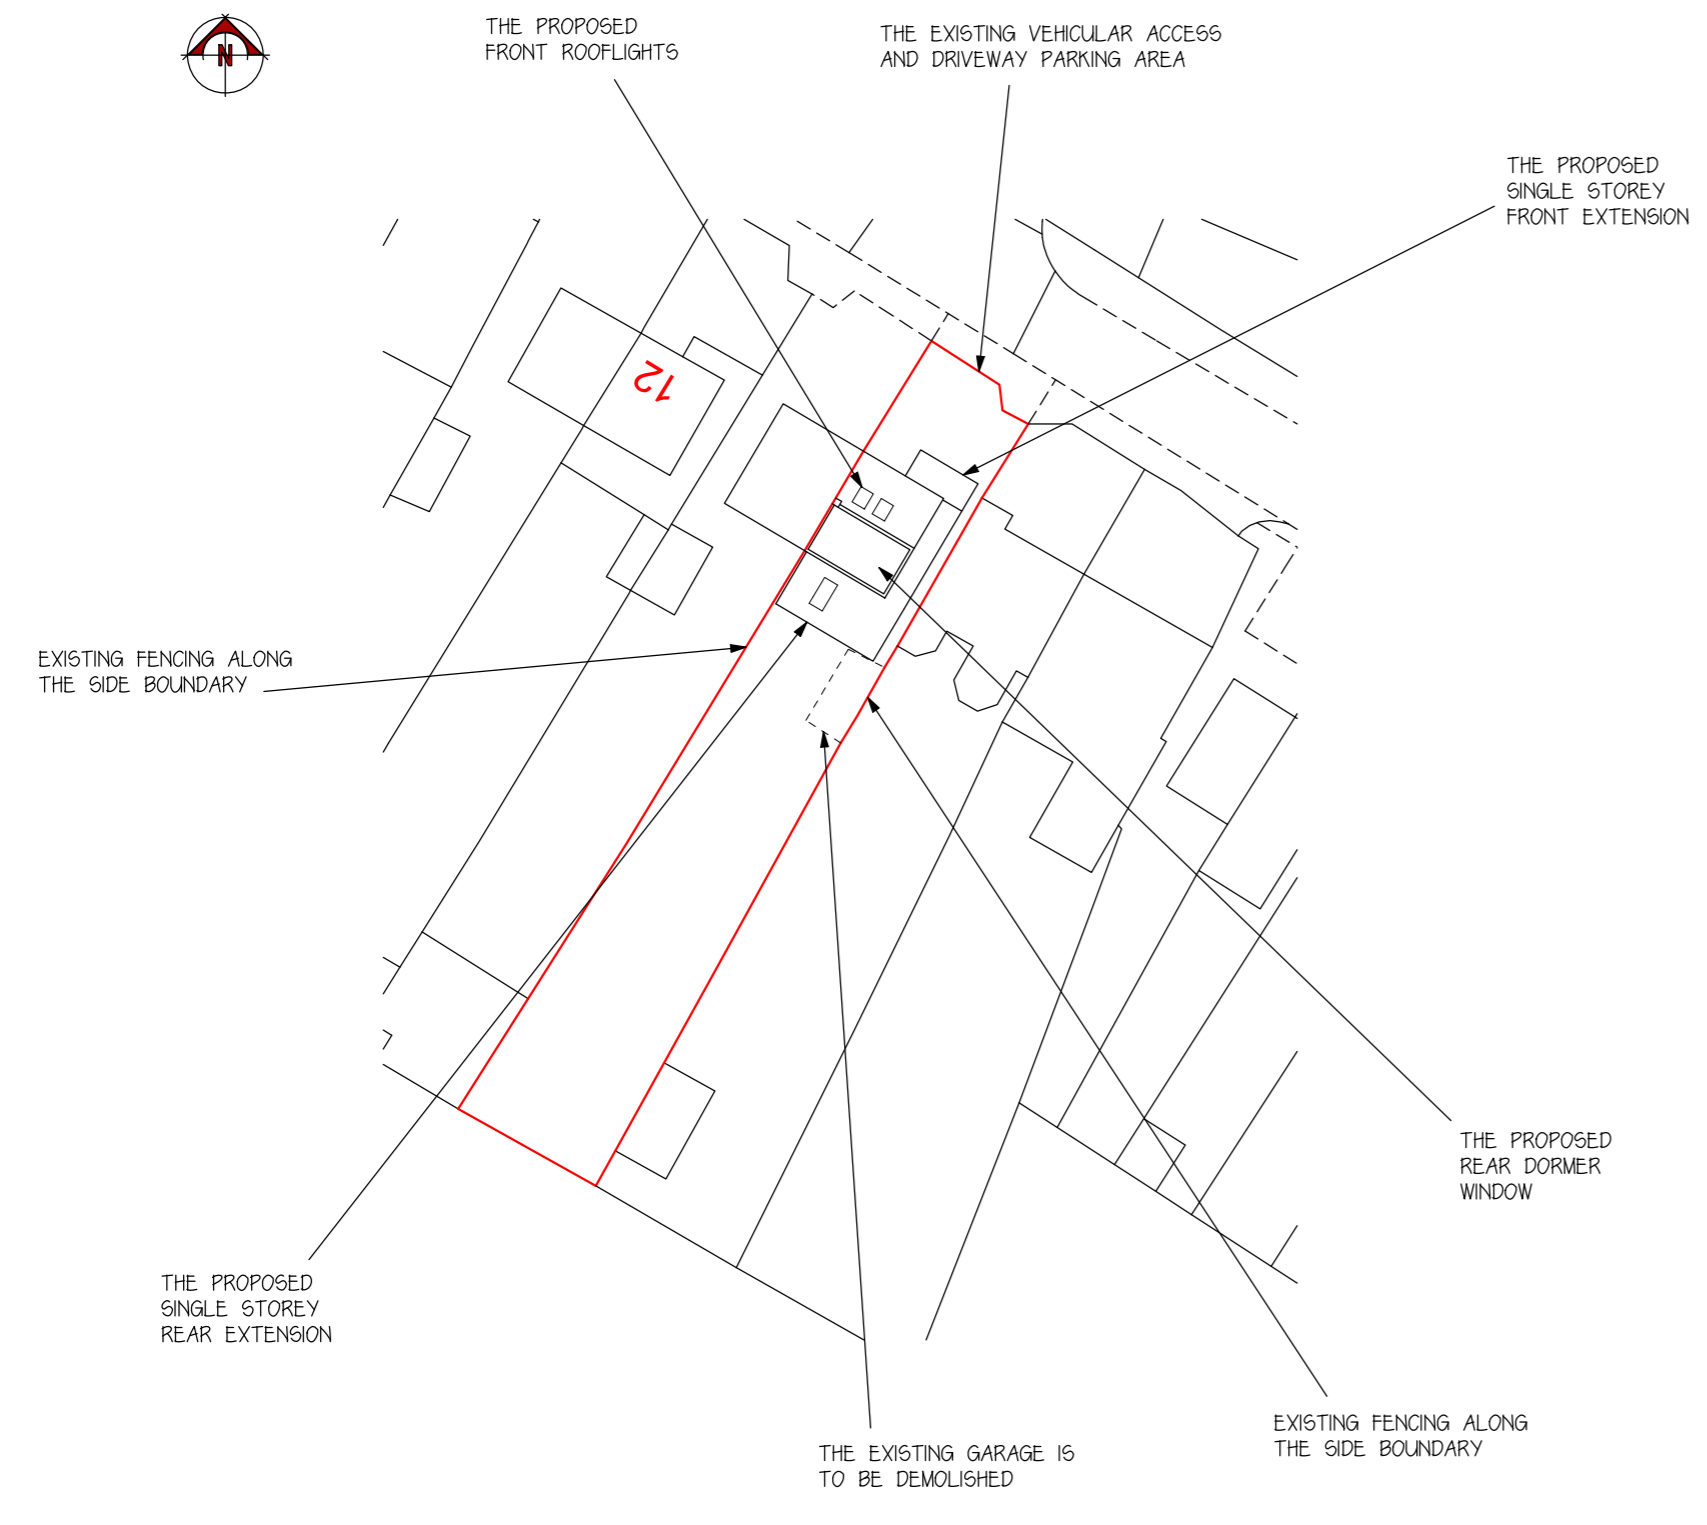 N
THE PROPOSED
FRONT ROOFLIGHTS
THE EXISTING VEHICULAR ACCESS
AND DRIVEWAY PARKING AREA
THE PROPOSED
SINGLE STOREY
FRONT EXTENSION
12
EXISTING FENCING ALONG
THE SIDE BOUNDARY
THE PROPOSED
REAR DORMER
WINDOW
THE PROPOSED
SINGLE STOREY
REAR EXTENSION
EXISTING FENCING ALONG
THE SIDE BOUNDARY
THE EXISTING GARAGE IS
TO BE DEMOLISHED